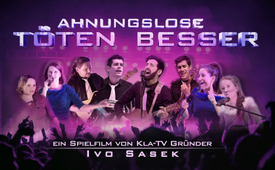 AHNUNGSLOSE
TÖTEN BESSER
EIN SPIELFILM VON KLA-TV GRÜNDER
IVO SASEK